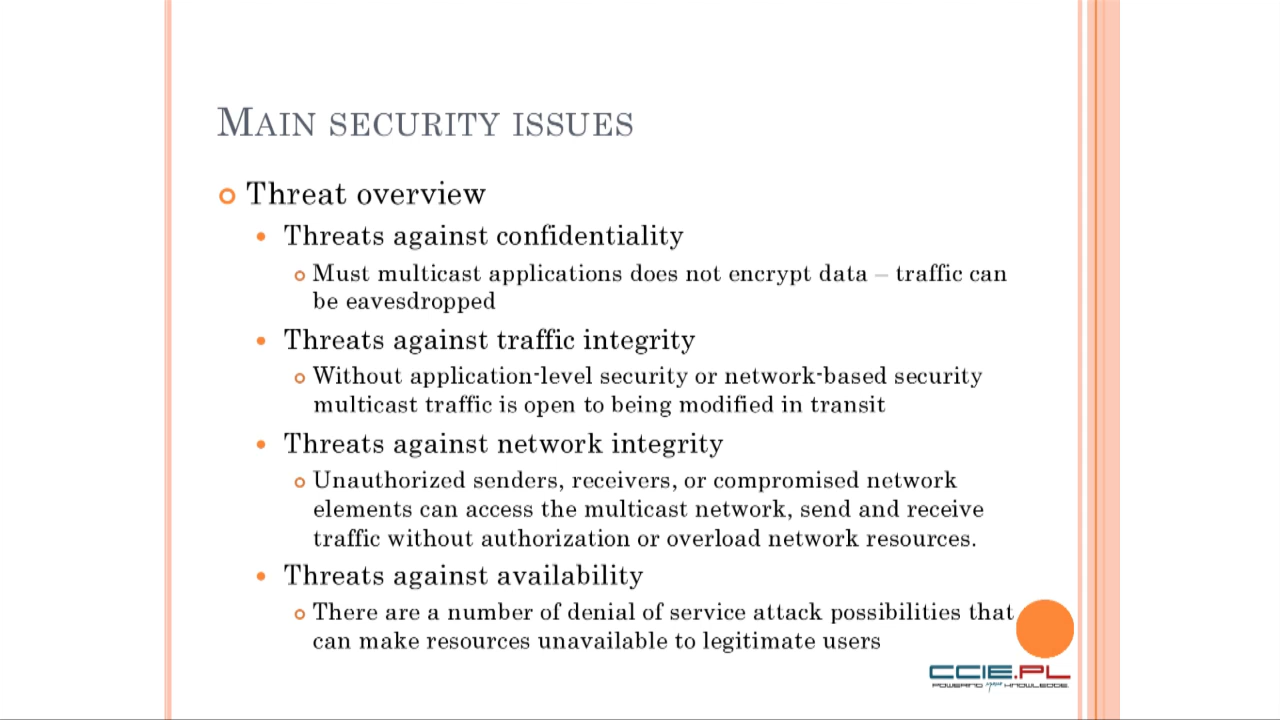 MAIN SECURITY ISSUES
Threat overview
Threats against confidentiality
Must multicast applications does not encrypt data – traffic can
be eavesdropped
Threats against traffic integrity
Without application-level security or network-based security
multicast traffic is open to being modified in transit
Threats against network integrity
Unauthorized senders, receivers, or compromised network
elements can access the multicast network, send and receive
traffic without authorization or overload network resources.
Threats against availability
There are a number of denial of service attack possibilities that
can make resources unavailable to legitimate users
CCIE.PL
POWERING your KNOWLEDGE.